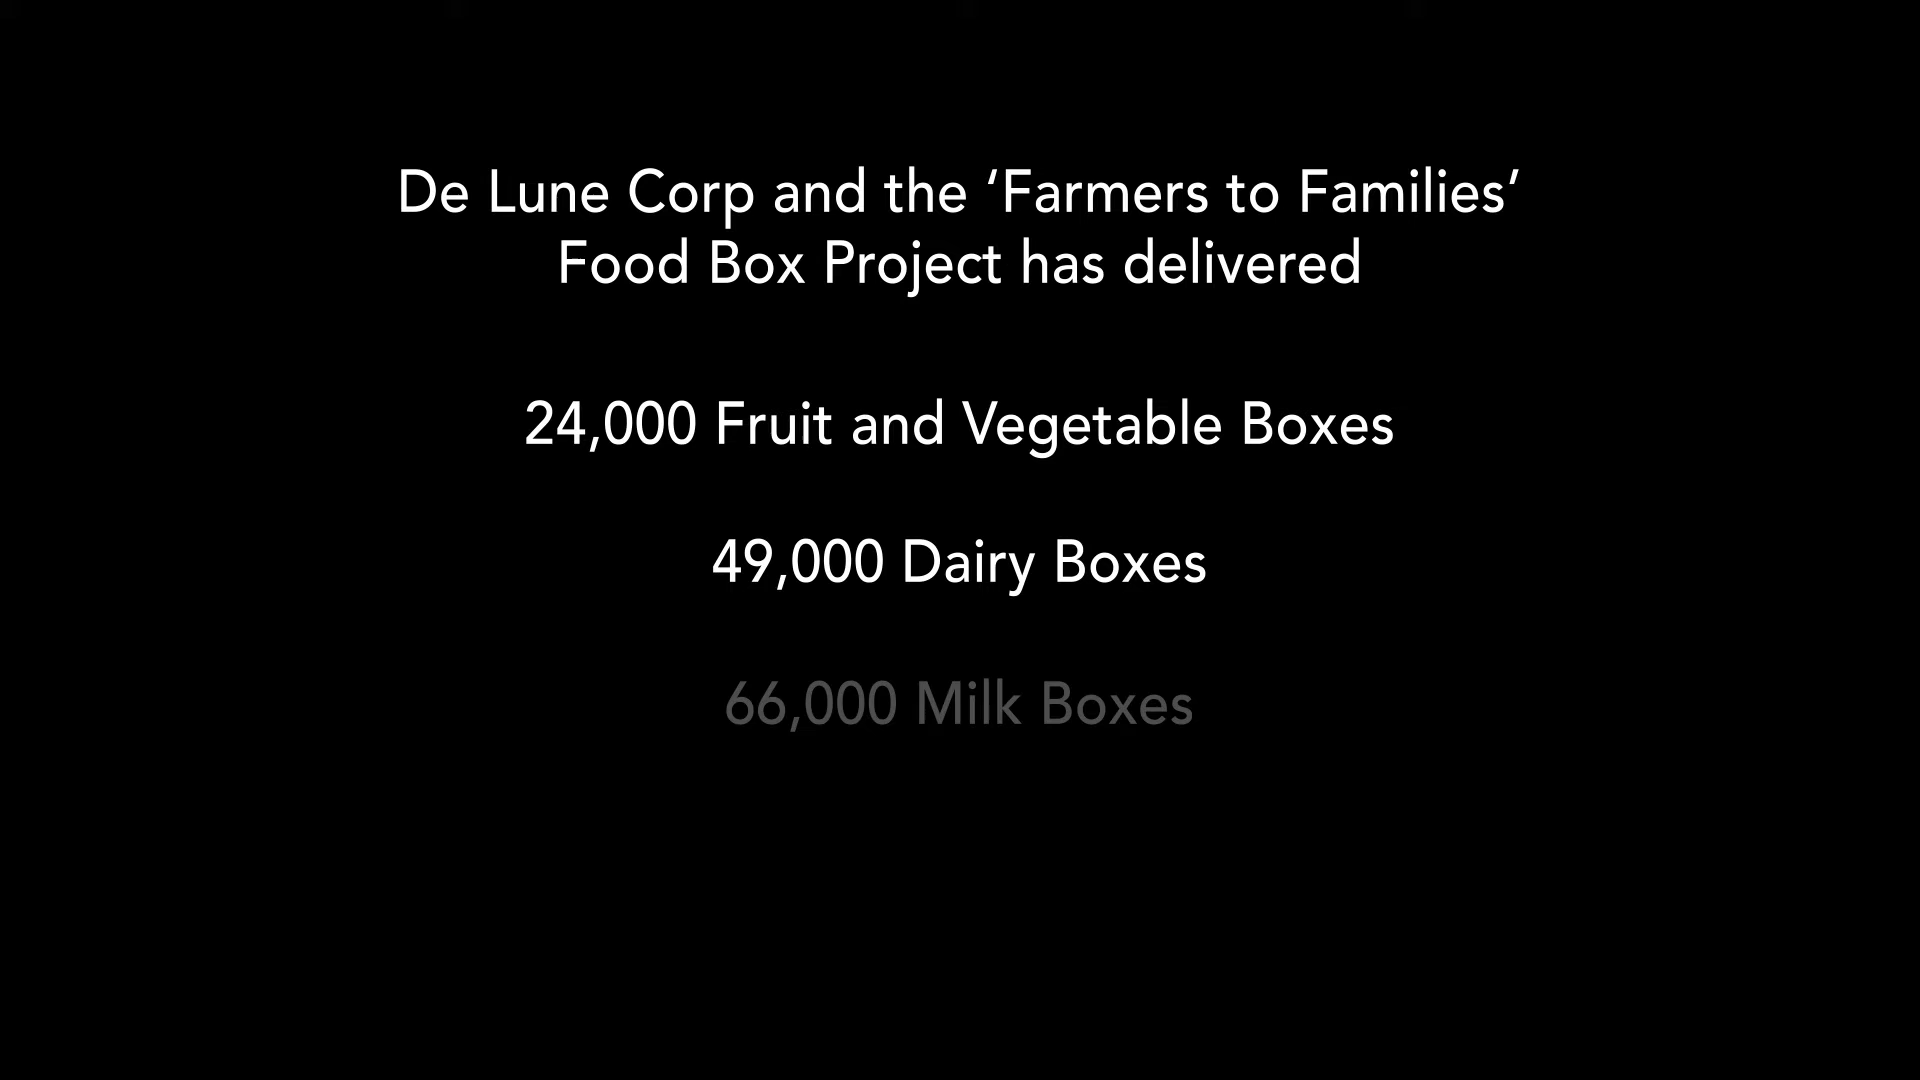 De Lune Corp and the ‘Farmers to Families’
Food Box Project has delivered
24,000 Fruit and Vegetable Boxes
49,000 Dairy Boxes
66,000 Milk Boxes